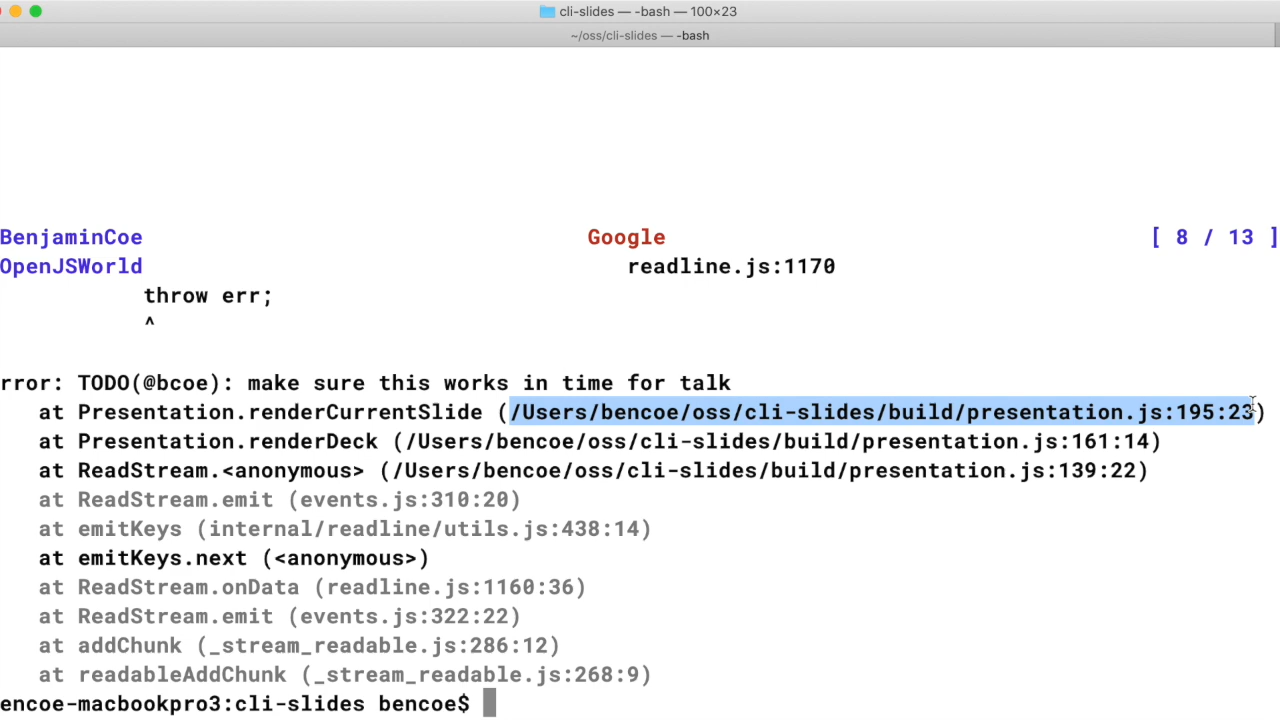 cli-slides — -bash — 100×23
~/oss/cli-slides — -bash
BenjaminCoe Google [ 8 / 13 ]
OpenJSWorld readline.js:1170
throw err;
^
rror: TODO(@bcoe): make sure this works in time for talk
at Presentation.renderCurrentSlide (/Users/bencoe/oss/cli-slides/build/presentation.js:195:23)
at Presentation.renderDeck (/Users/bencoe/oss/cli-slides/build/presentation.js:161:14)
at ReadStream.<anonymous> (/Users/bencoe/oss/cli-slides/build/presentation.js:139:22)
at ReadStream.emit (events.js:310:20)
at emitKeys (internal/readline/utils.js:438:14)
at emitKeys.next (<anonymous>)
at ReadStream.onData (readline.js:1160:36)
at ReadStream.emit (events.js:322:22)
at addChunk (_stream_readable.js:286:12)
at readableAddChunk (_stream_readable.js:268:9)
encoe-macbookpro3:cli-slides bencoe$